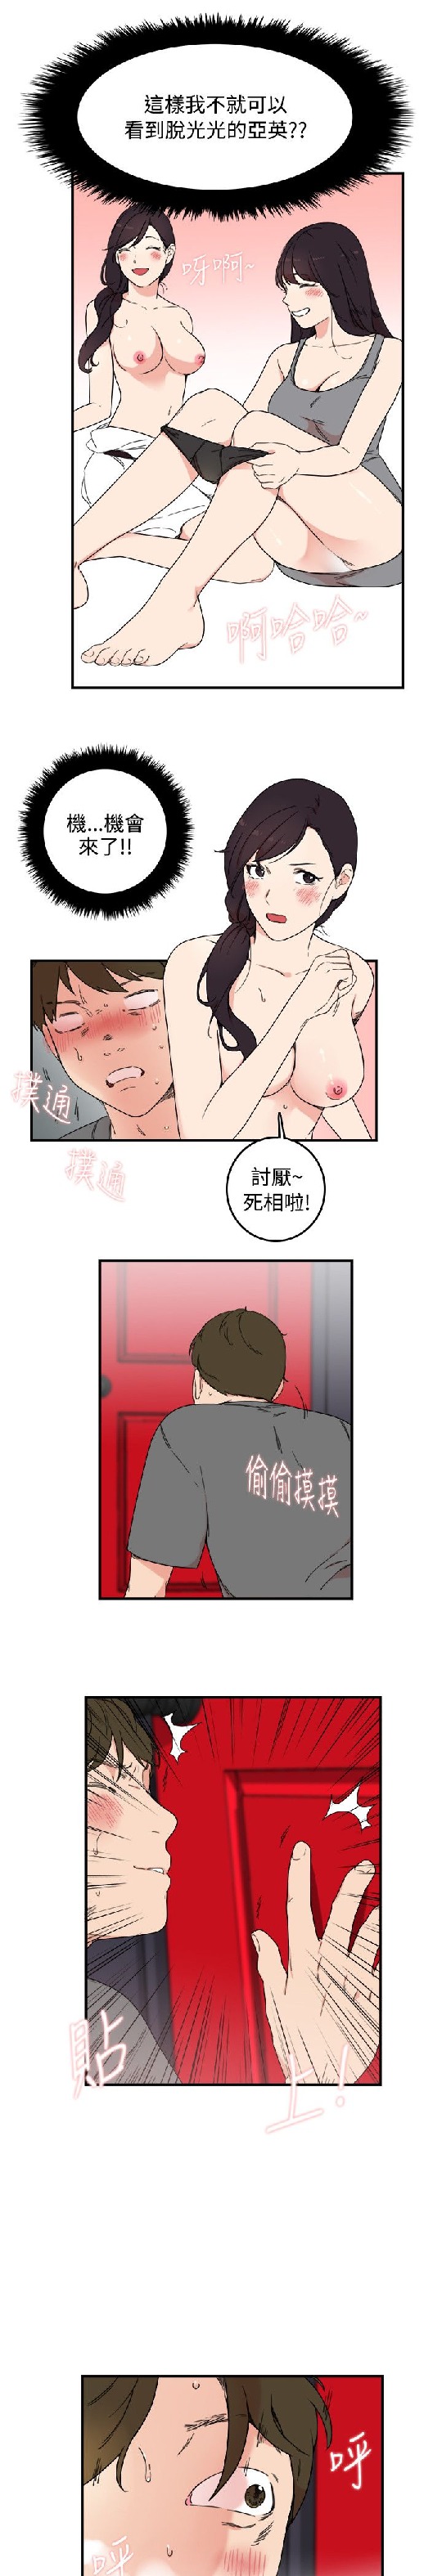 這樣我不就可以
看到脫光光的亞英??
呀啊~
啊哈哈~
機...機會
來了!!
撲通
撲通
討厭~
死相啦!
偷偷摸摸
貼
上!
呼
呼